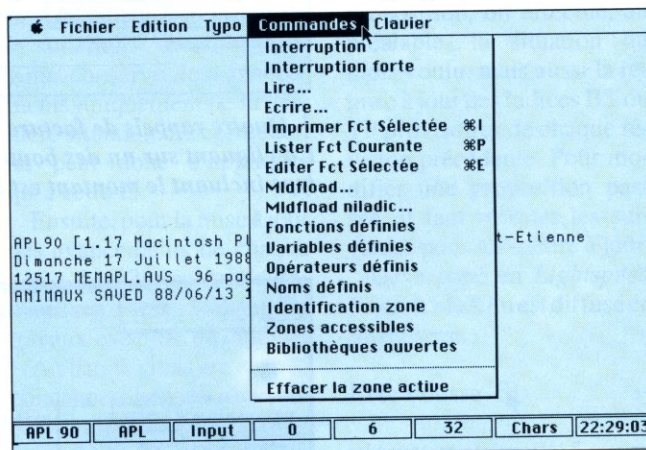 Fichier Edition Typo Commandes Clavier
Interruption
Interruption forte
Lire...
Ecrire...
Imprimer Fct Sélectée ⌘I
Lister Fct Courante ⌘P
Editer Fct Sélectée ⌘E
Mldfload...
Mldfload niladic...
Fonctions définies
Variables définies
Opérateurs définis
Noms définis
Identification zone
Zones accessibles
Bibliothèques ouvertes
Effacer la zone active
APL90 [1.17 Macintosh Pl t-Etienne
Dimanche 17 Juillet 1988
12517 MEMAPL.AWS 96 pag
ANIMAUX SAVED 88/06/13 1
APL 90 APL Input 0 6 32 Chars 22:29:03